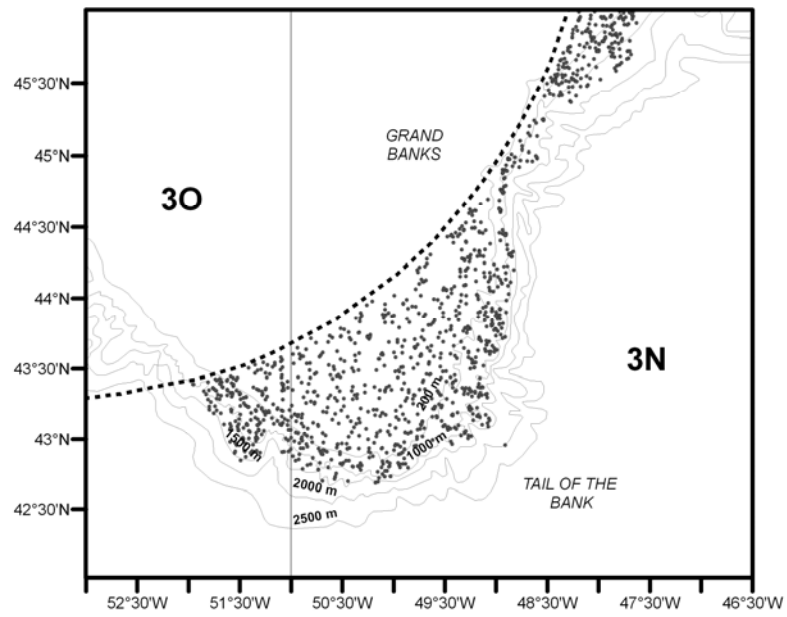 45°30'N
GRAND
BANKS
45°N
3O
44°30'N
44°N
3N
43°30'N
200 m
43°N
1500 m
1000 m
TAIL OF THE
BANK
2000 m
42°30'N
2500 m
52°30'W 51°30'W 50°30'W 49°30'W 48°30'W 47°30'W 46°30'W